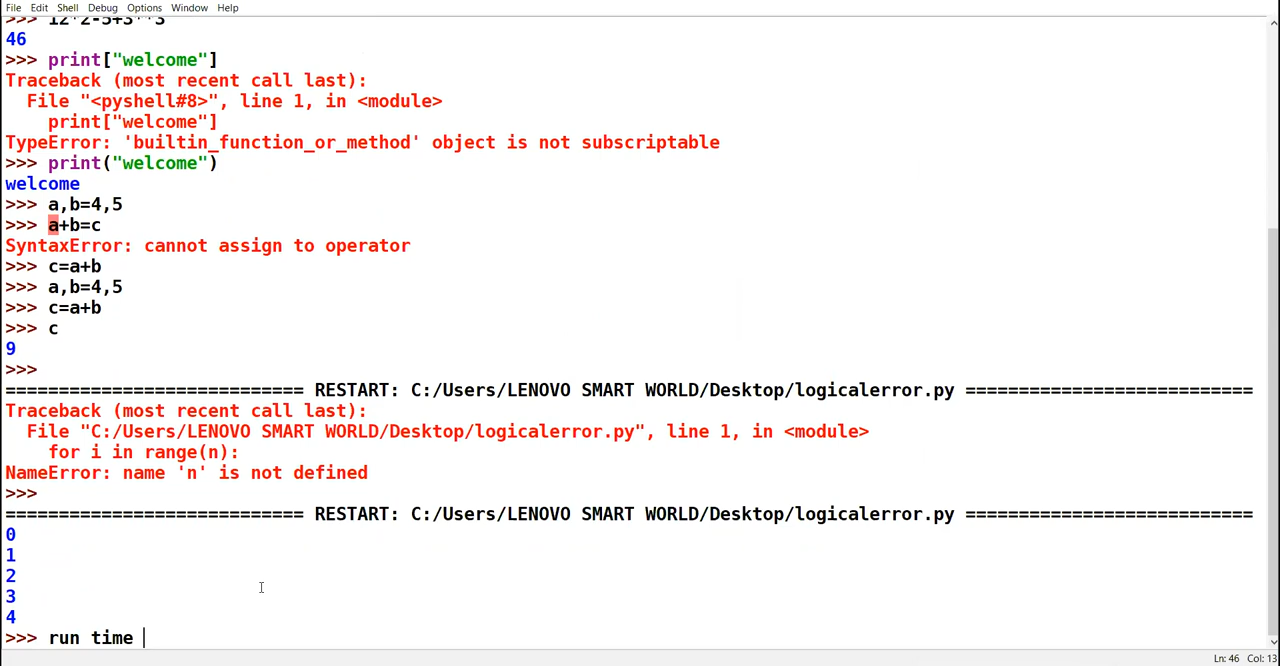 File Edit Shell Debug Options Window Help
>>> 12*2-5+3**3
46
>>> print["welcome"]
Traceback (most recent call last):
  File "<pyshell#8>", line 1, in <module>
    print["welcome"]
TypeError: 'builtin_function_or_method' object is not subscriptable
>>> print("welcome")
welcome
>>> a,b=4,5
>>> a+b=c
SyntaxError: cannot assign to operator
>>> c=a+b
>>> a,b=4,5
>>> c=a+b
>>> c
9
>>>
============================ RESTART: C:/Users/LENOVO SMART WORLD/Desktop/logicalerror.py ===========================
Traceback (most recent call last):
  File "C:/Users/LENOVO SMART WORLD/Desktop/logicalerror.py", line 1, in <module>
    for i in range(n):
NameError: name 'n' is not defined
>>>
============================ RESTART: C:/Users/LENOVO SMART WORLD/Desktop/logicalerror.py ===========================
0
1
2
3
4
>>> run time
Ln: 46 Col: 13